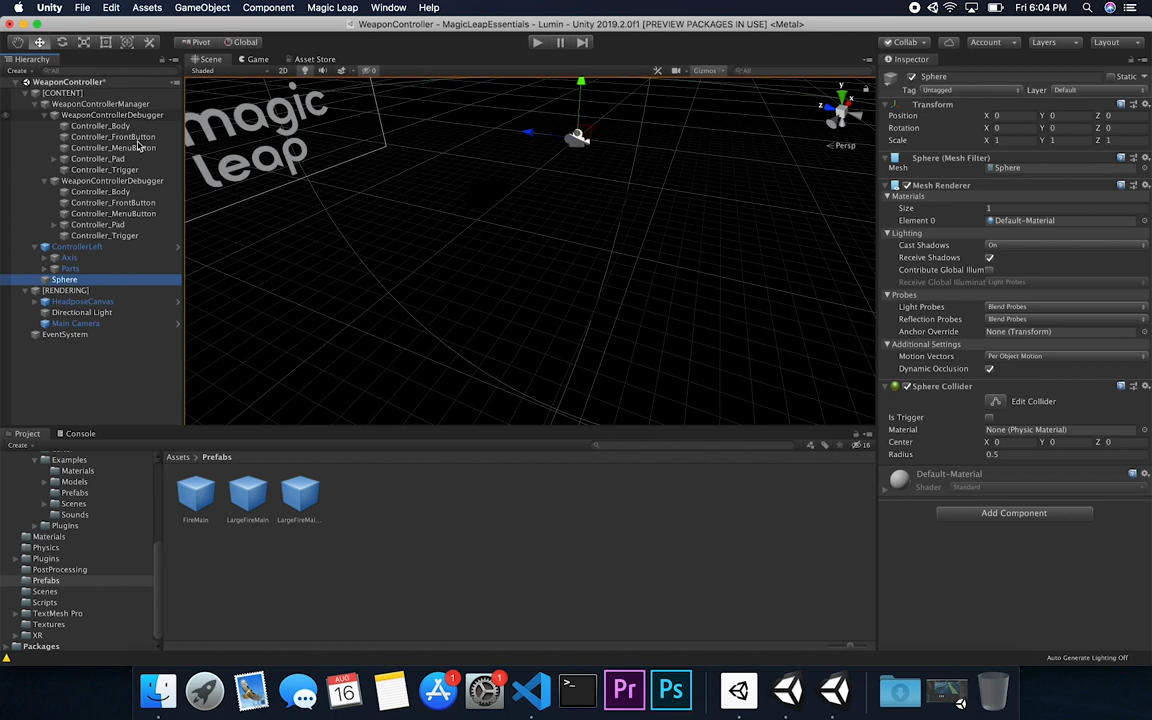 Unity File Edit Assets GameObject Component Magic Leap Window Help Fri 6:04 PM
WeaponController - MagicLeapEssentials - Lumin - Unity 2019.2.0f1 [PREVIEW PACKAGES IN USE] <Metal>
Pivot Global Collab Account Layers Layout
Hierarchy Scene Game Asset Store Inspector
Create All Shaded 2D 0 Gizmos All
WeaponController*
[CONTENT]
WeaponControllerManager
WeaponControllerDebugger
Controller_Body
Controller_FrontButton
Controller_MenuButton
Controller_Pad
Controller_Trigger
WeaponControllerDebugger
Controller_Body
Controller_FrontButton
Controller_MenuButton
Controller_Pad
Controller_Trigger
ControllerLeft
Axis
Parts
Sphere
[RENDERING]
HeadposeCanvas
Directional Light
Main Camera
EventSystem
magic
leap
y
z
x
Persp
Sphere Static
Tag Untagged Layer Default
Transform
Position X 0 Y 0 Z 0
Rotation X 0 Y 0 Z 0
Scale X 1 Y 1 Z 1
Sphere (Mesh Filter)
Mesh Sphere
Mesh Renderer
Materials
Size 1
Element 0 Default-Material
Lighting
Cast Shadows On
Receive Shadows
Contribute Global Illum
Receive Global Illuminat Light Probes
Probes
Light Probes Blend Probes
Reflection Probes Blend Probes
Anchor Override None (Transform)
Additional Settings
Motion Vectors Per Object Motion
Dynamic Occlusion
Sphere Collider
Edit Collider
Is Trigger
Material None (Physic Material)
Center X 0 Y 0 Z 0
Radius 0.5
Default-Material
Shader Standard
Add Component
Project Console
Create 16
Examples
Materials
Models
Prefabs
Scenes
Sounds
Plugins
Materials
Physics
Plugins
PostProcessing
Prefabs
Scenes
Scripts
TextMesh Pro
Textures
XR
Packages
Assets > Prefabs
FireMain LargeFireMain LargeFireMai...
Auto Generate Lighting Off
1 AUG 16 1 Pr Ps